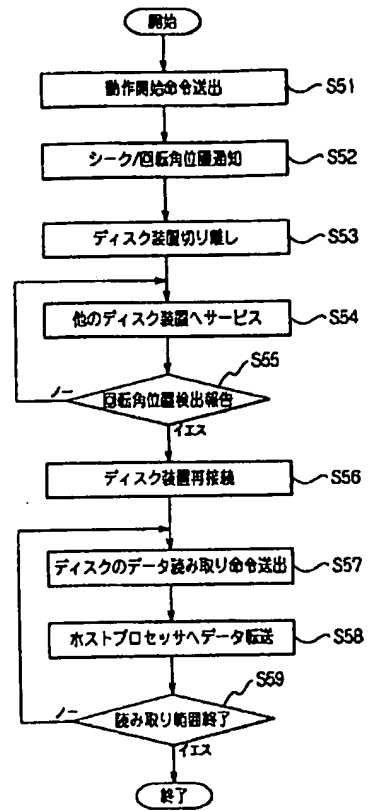 開始
動作開始命令送出 S51
シーク/回転角位置通知 S52
ディスク装置切り離し S53
他のディスク装置へサービス S54
S55
ノー 回転角位置検出報告
イエス
ディスク装置再接続 S56
ディスクのデータ読み取り命令送出 S57
ホストプロセッサへデータ転送 S58
S59
ノー 読み取り範囲終了
イエス
終了